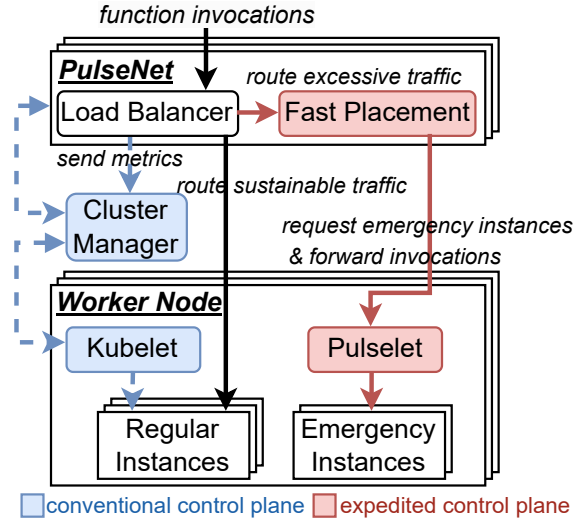 function invocations
PulseNet
route excessive traffic
Load Balancer
Fast Placement
send metrics
route sustainable traffic
Cluster
Manager
request emergency instances
& forward invocations
Worker Node
Kubelet
Pulselet
Regular
Instances
Emergency
Instances
conventional control plane
expedited control plane